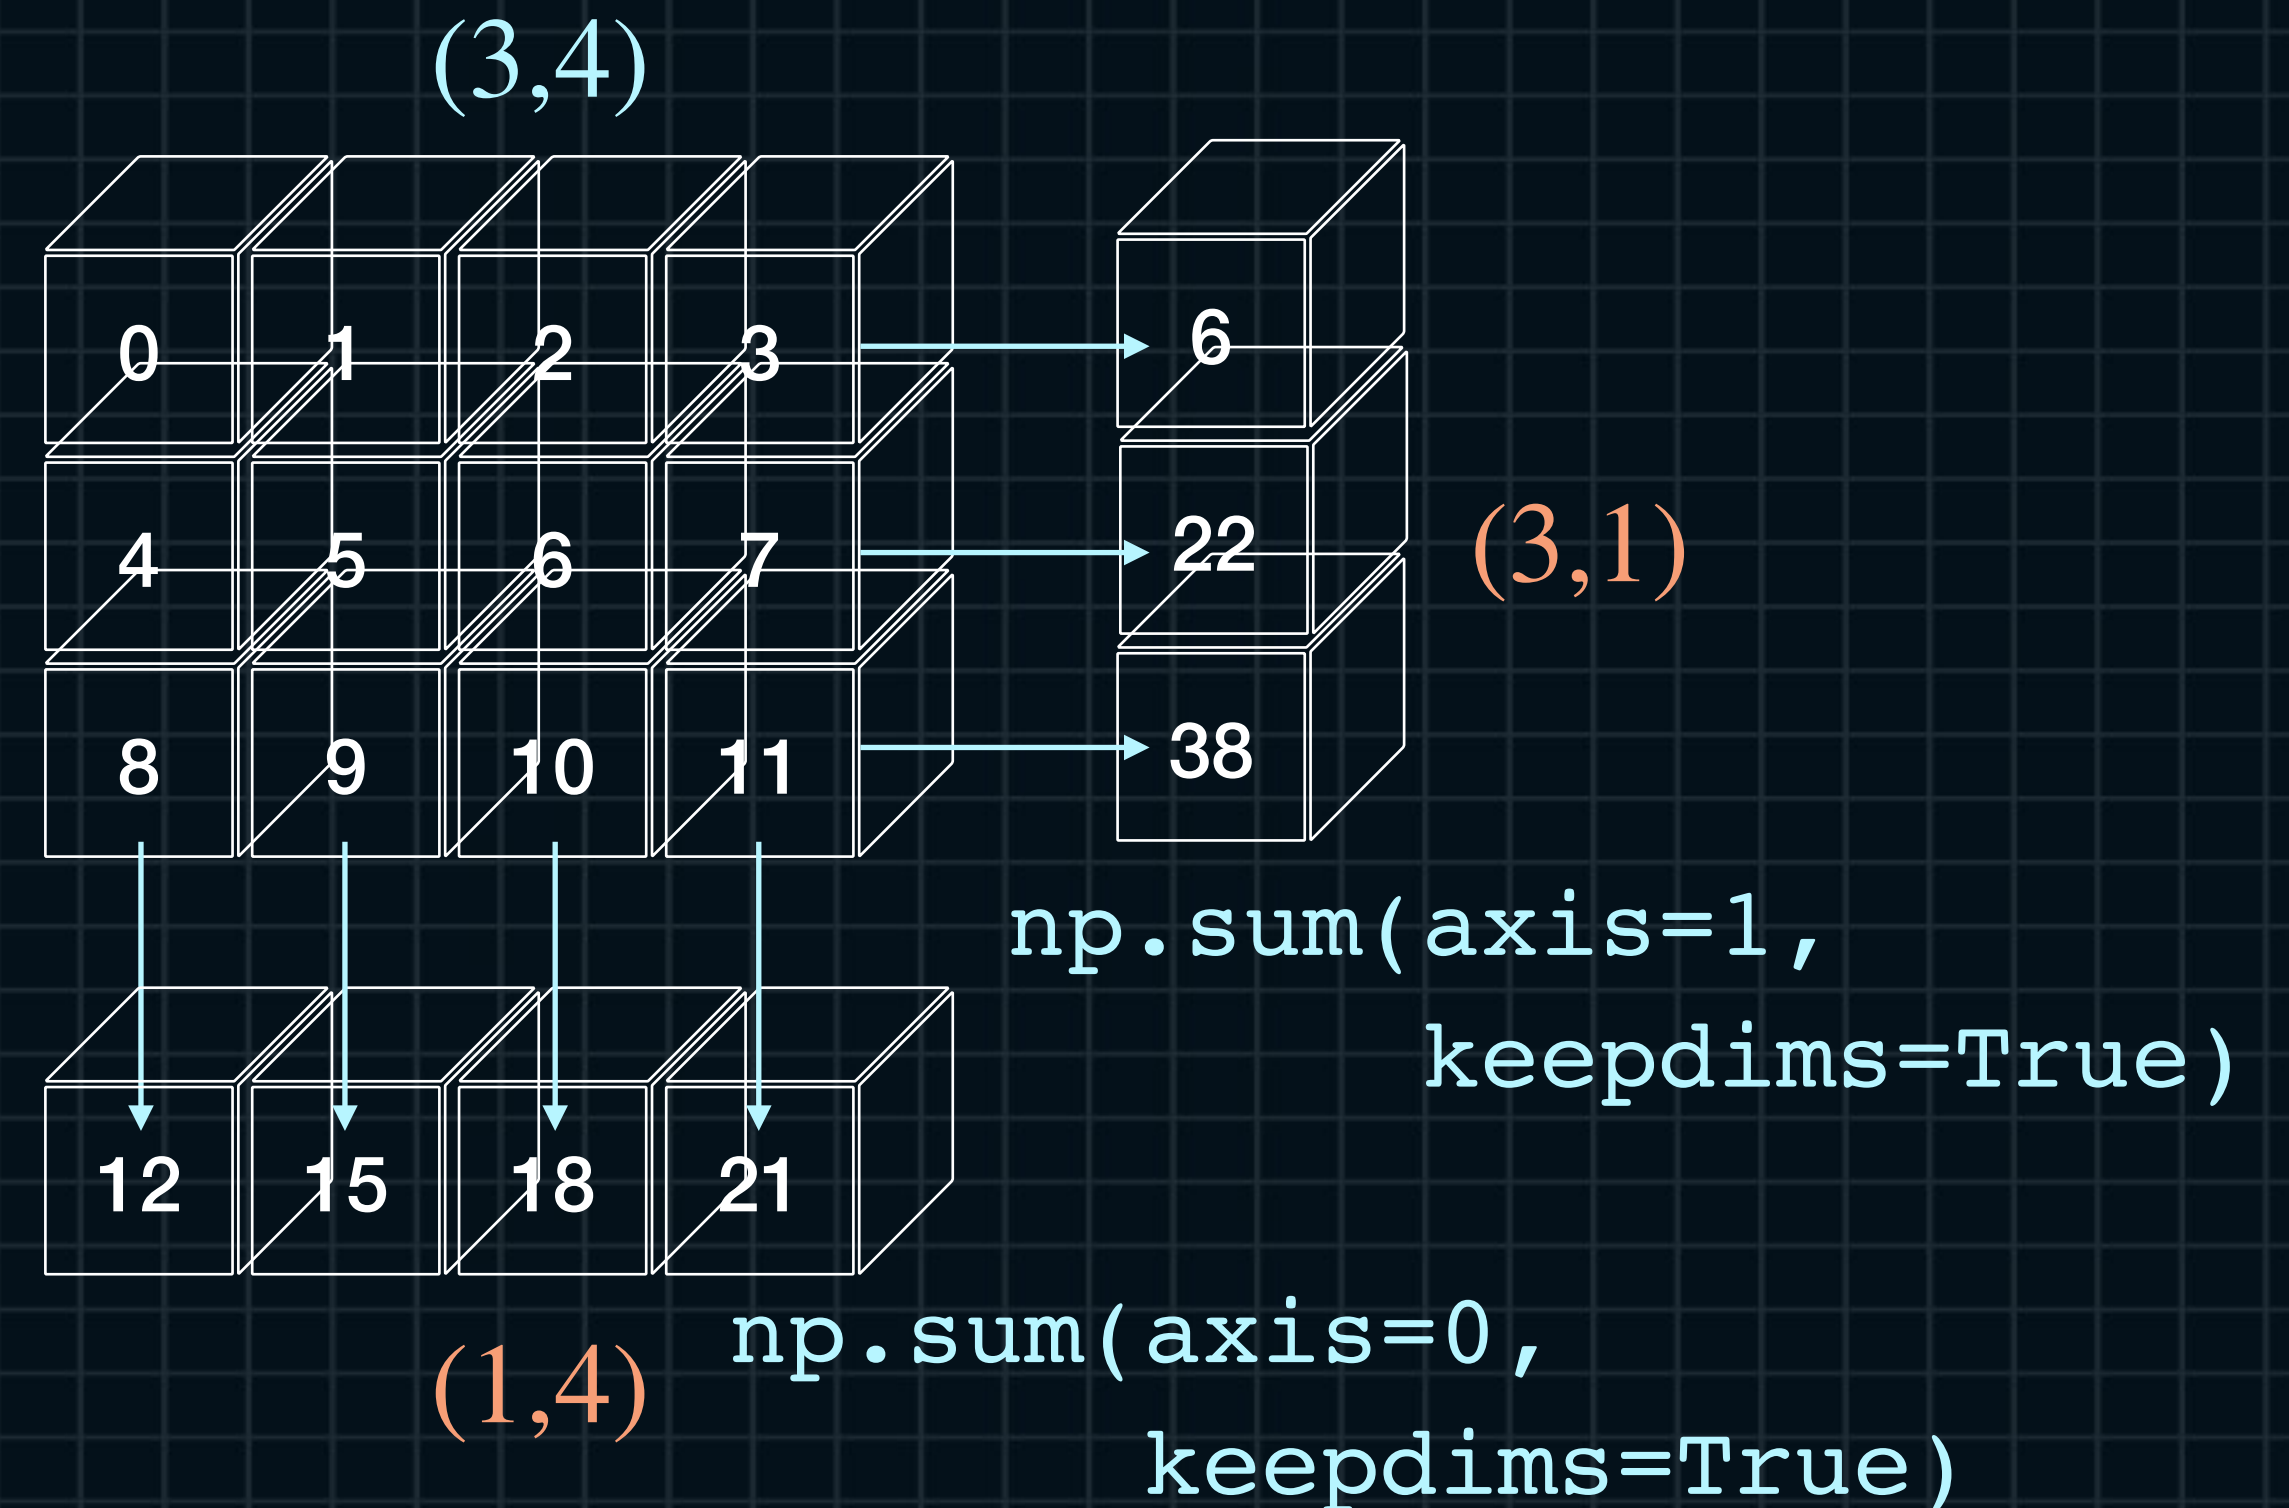 (3,4)
0 1 2 3 6
4 5 6 7 22 (3,1)
8 9 10 11 38
np.sum(axis=1,
keepdims=True)
12 15 18 21
(1,4) np.sum(axis=0,
keepdims=True)